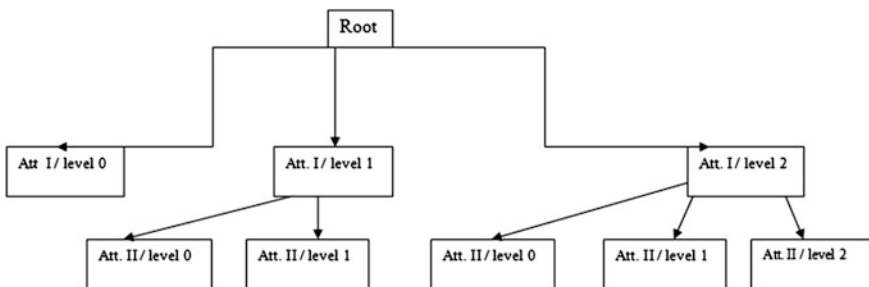 Root
Att I / level 0
Att. I / level 1
Att. I / level 2
Att. II / level 0
Att. II / level 1
Att. II / level 0
Att. II / level 1
Att. II / level 2